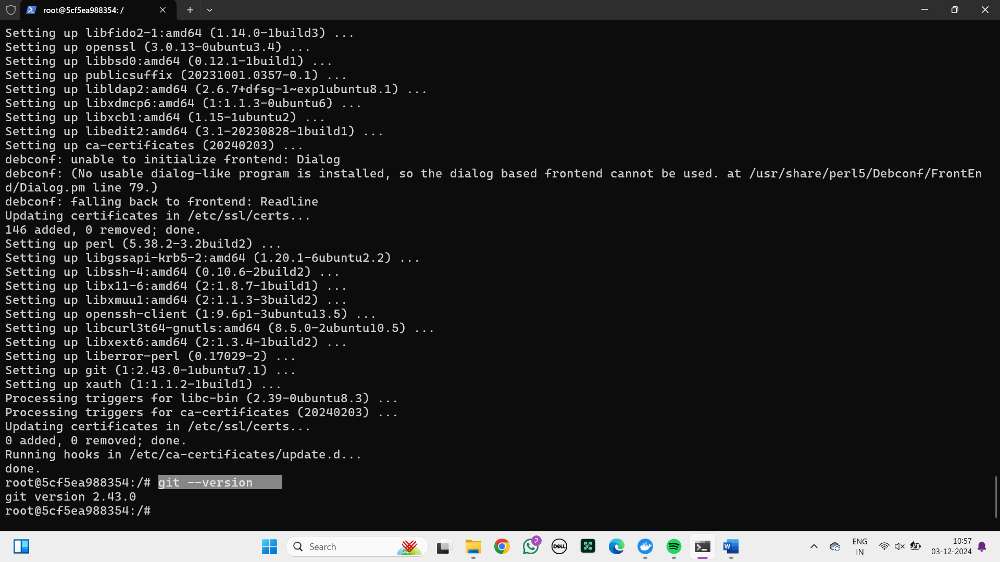 root@5cf5ea988354: /
Setting up libfido2-1:amd64 (1.14.0-1build3) ...
Setting up openssl (3.0.13-0ubuntu3.4) ...
Setting up libbsd0:amd64 (0.12.1-1build1) ...
Setting up publicsuffix (20231001.0357-0.1) ...
Setting up libldap2:amd64 (2.6.7+dfsg-1~exp1ubuntu8.1) ...
Setting up libxdmcp6:amd64 (1:1.1.3-0ubuntu6) ...
Setting up libxcb1:amd64 (1.15-1ubuntu2) ...
Setting up libedit2:amd64 (3.1-20230828-1build1) ...
Setting up ca-certificates (20240203) ...
debconf: unable to initialize frontend: Dialog
debconf: (No usable dialog-like program is installed, so the dialog based frontend cannot be used. at /usr/share/perl5/Debconf/FrontEn
d/Dialog.pm line 79.)
debconf: falling back to frontend: Readline
Updating certificates in /etc/ssl/certs...
146 added, 0 removed; done.
Setting up perl (5.38.2-3.2build2) ...
Setting up libgssapi-krb5-2:amd64 (1.20.1-6ubuntu2.2) ...
Setting up libssh-4:amd64 (0.10.6-2build2) ...
Setting up libx11-6:amd64 (2:1.8.7-1build1) ...
Setting up libxmuu1:amd64 (2:1.1.3-3build2) ...
Setting up openssh-client (1:9.6p1-3ubuntu13.5) ...
Setting up libcurl3t64-gnutls:amd64 (8.5.0-2ubuntu10.5) ...
Setting up libxext6:amd64 (2:1.3.4-1build2) ...
Setting up liberror-perl (0.17029-2) ...
Setting up git (1:2.43.0-1ubuntu7.1) ...
Setting up xauth (1:1.1.2-1build1) ...
Processing triggers for libc-bin (2.39-0ubuntu8.3) ...
Processing triggers for ca-certificates (20240203) ...
Updating certificates in /etc/ssl/certs...
0 added, 0 removed; done.
Running hooks in /etc/ca-certificates/update.d...
done.
root@5cf5ea988354:/# git --version
git version 2.43.0
root@5cf5ea988354:/#
Search
2
DELL
W
ENG
IN
10:57
03-12-2024